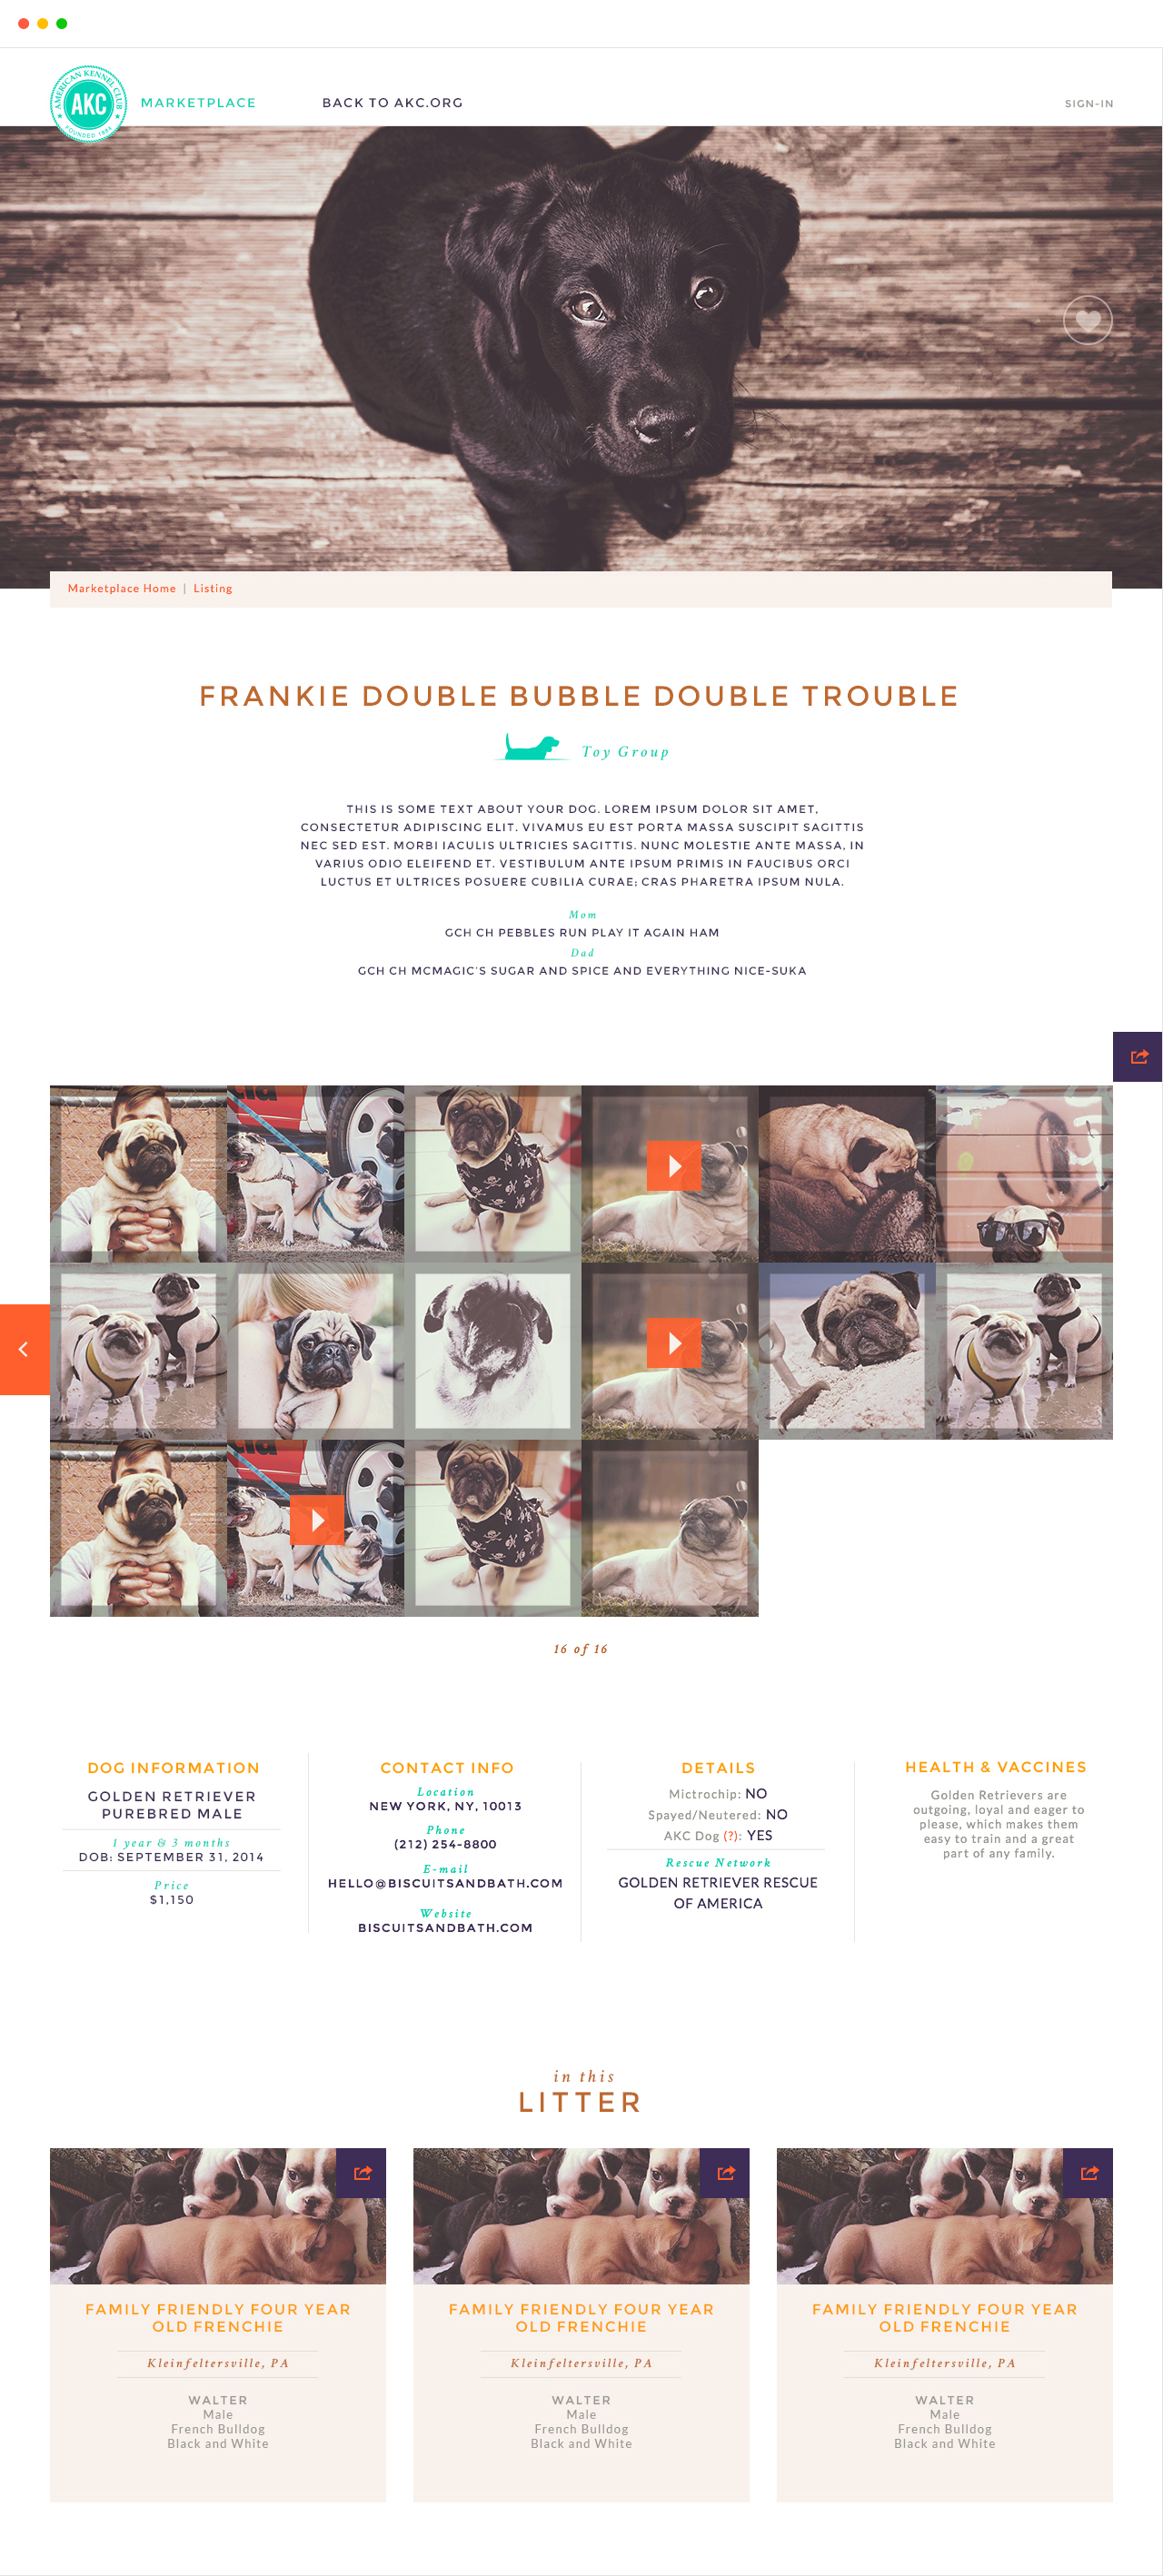 AMERICAN KENNEL CLUB
AKC
FOUNDED 1884
MARKETPLACE
BACK TO AKC.ORG
SIGN-IN
Marketplace Home | Listing
FRANKIE DOUBLE BUBBLE DOUBLE TROUBLE
Toy Group
THIS IS SOME TEXT ABOUT YOUR DOG. LOREM IPSUM DOLOR SIT AMET,
CONSECTETUR ADIPISCING ELIT. VIVAMUS EU EST PORTA MASSA SUSCIPIT SAGITTIS
NEC SED EST. MORBI IACULIS ULTRICIES SAGITTIS. NUNC MOLESTIE ANTE MASSA, IN
VARIUS ODIO ELEIFEND ET. VESTIBULUM ANTE IPSUM PRIMIS IN FAUCIBUS ORCI
LUCTUS ET ULTRICES POSUERE CUBILIA CURAE; CRAS PHARETRA IPSUM NULA.
Mom
GCH CH PEBBLES RUN PLAY IT AGAIN HAM
Dad
GCH CH MCMAGIC'S SUGAR AND SPICE AND EVERYTHING NICE-SUKA
16 of 16
DOG INFORMATION
GOLDEN RETRIEVER
PUREBRED MALE
1 year & 3 months
DOB: SEPTEMBER 31, 2014
Price
$1,150
CONTACT INFO
Location
NEW YORK, NY, 10013
Phone
(212) 254-8800
E-mail
HELLO@BISCUITSANDBATH.COM
Website
BISCUITSANDBATH.COM
DETAILS
Mictrochip: NO
Spayed/Neutered: NO
AKC Dog (?): YES
Rescue Network
GOLDEN RETRIEVER RESCUE
OF AMERICA
HEALTH & VACCINES
Golden Retrievers are
outgoing, loyal and eager to
please, which makes them
easy to train and a great
part of any family.
in this
LITTER
FAMILY FRIENDLY FOUR YEAR
OLD FRENCHIE
Kleinfeltersville, PA
WALTER
Male
French Bulldog
Black and White
FAMILY FRIENDLY FOUR YEAR
OLD FRENCHIE
Kleinfeltersville, PA
WALTER
Male
French Bulldog
Black and White
FAMILY FRIENDLY FOUR YEAR
OLD FRENCHIE
Kleinfeltersville, PA
WALTER
Male
French Bulldog
Black and White